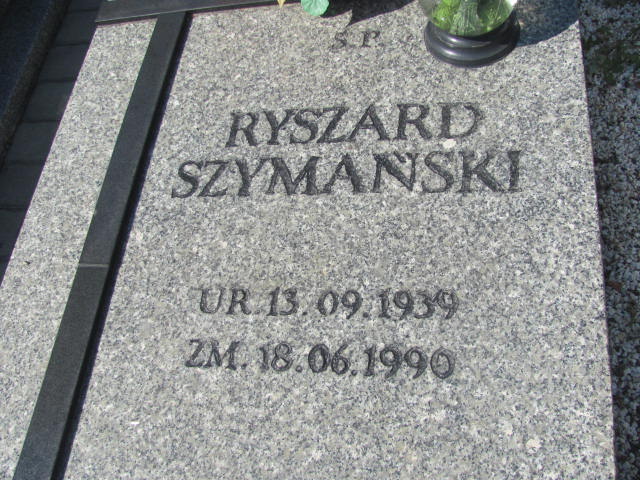 Ś.P.
RYSZARD
SZYMAŃSKI
UR. 13.09.1939
ZM. 18.06.1990